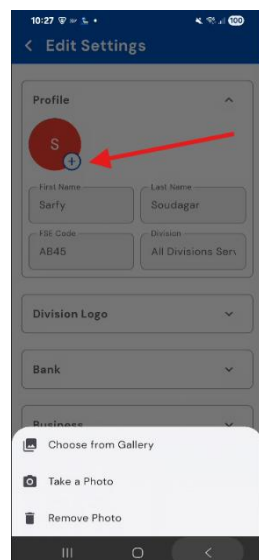 10:27
100
Edit Settings
Profile
S
First Name
Last Name
Sarfy
Soudagar
FSE Code
Division
AB45
All Divisions Serv
Division Logo
Bank
Business
Choose from Gallery
Take a Photo
Remove Photo